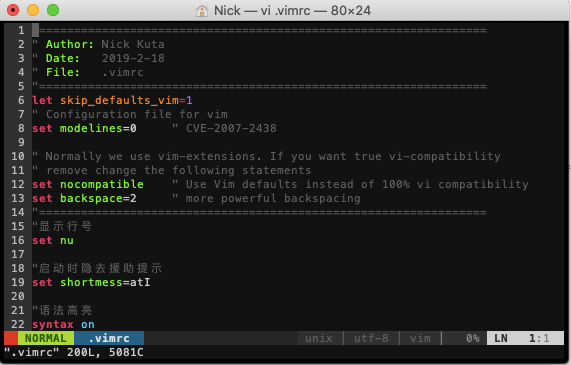 Nick — vi .vimrc — 80×24
1 "================================================================
2 " Author: Nick Kuta
3 " Date:   2019-2-18
4 " File:   .vimrc
5 "================================================================
6 let skip_defaults_vim=1
7 " Configuration file for vim
8 set modelines=0     " CVE-2007-2438
9
10 " Normally we use vim-extensions. If you want true vi-compatibility
11 " remove change the following statements
12 set nocompatible    " Use Vim defaults instead of 100% vi compatibility
13 set backspace=2     " more powerful backspacing
14 "================================================================
15 "显示行号
16 set nu
17
18 "启动时隐去援助提示
19 set shortmess=atI
20
21 "语法高亮
22 syntax on
NORMAL .vimrc unix | utf-8 | vim | 0% LN 1:1
".vimrc" 200L, 5081C